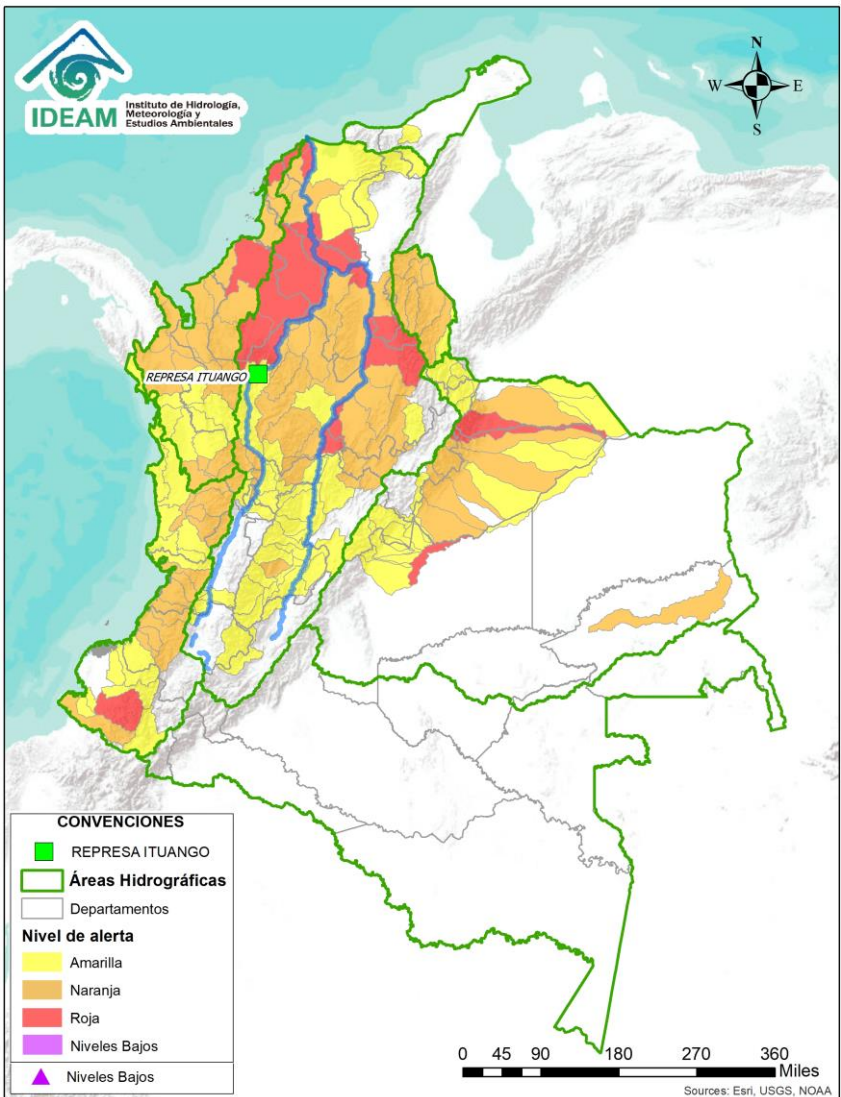 IDEAM
Instituto de Hidrología,
Meteorología y
Estudios Ambientales
N
W
E
S
REPRESA ITUANGO
CONVENCIONES
REPRESA ITUANGO
Áreas Hidrográficas
Departamentos
Nivel de alerta
Amarilla
Naranja
Roja
Niveles Bajos
Niveles Bajos
0 45 90 180 270 360
Miles
Sources: Esri, USGS, NOAA